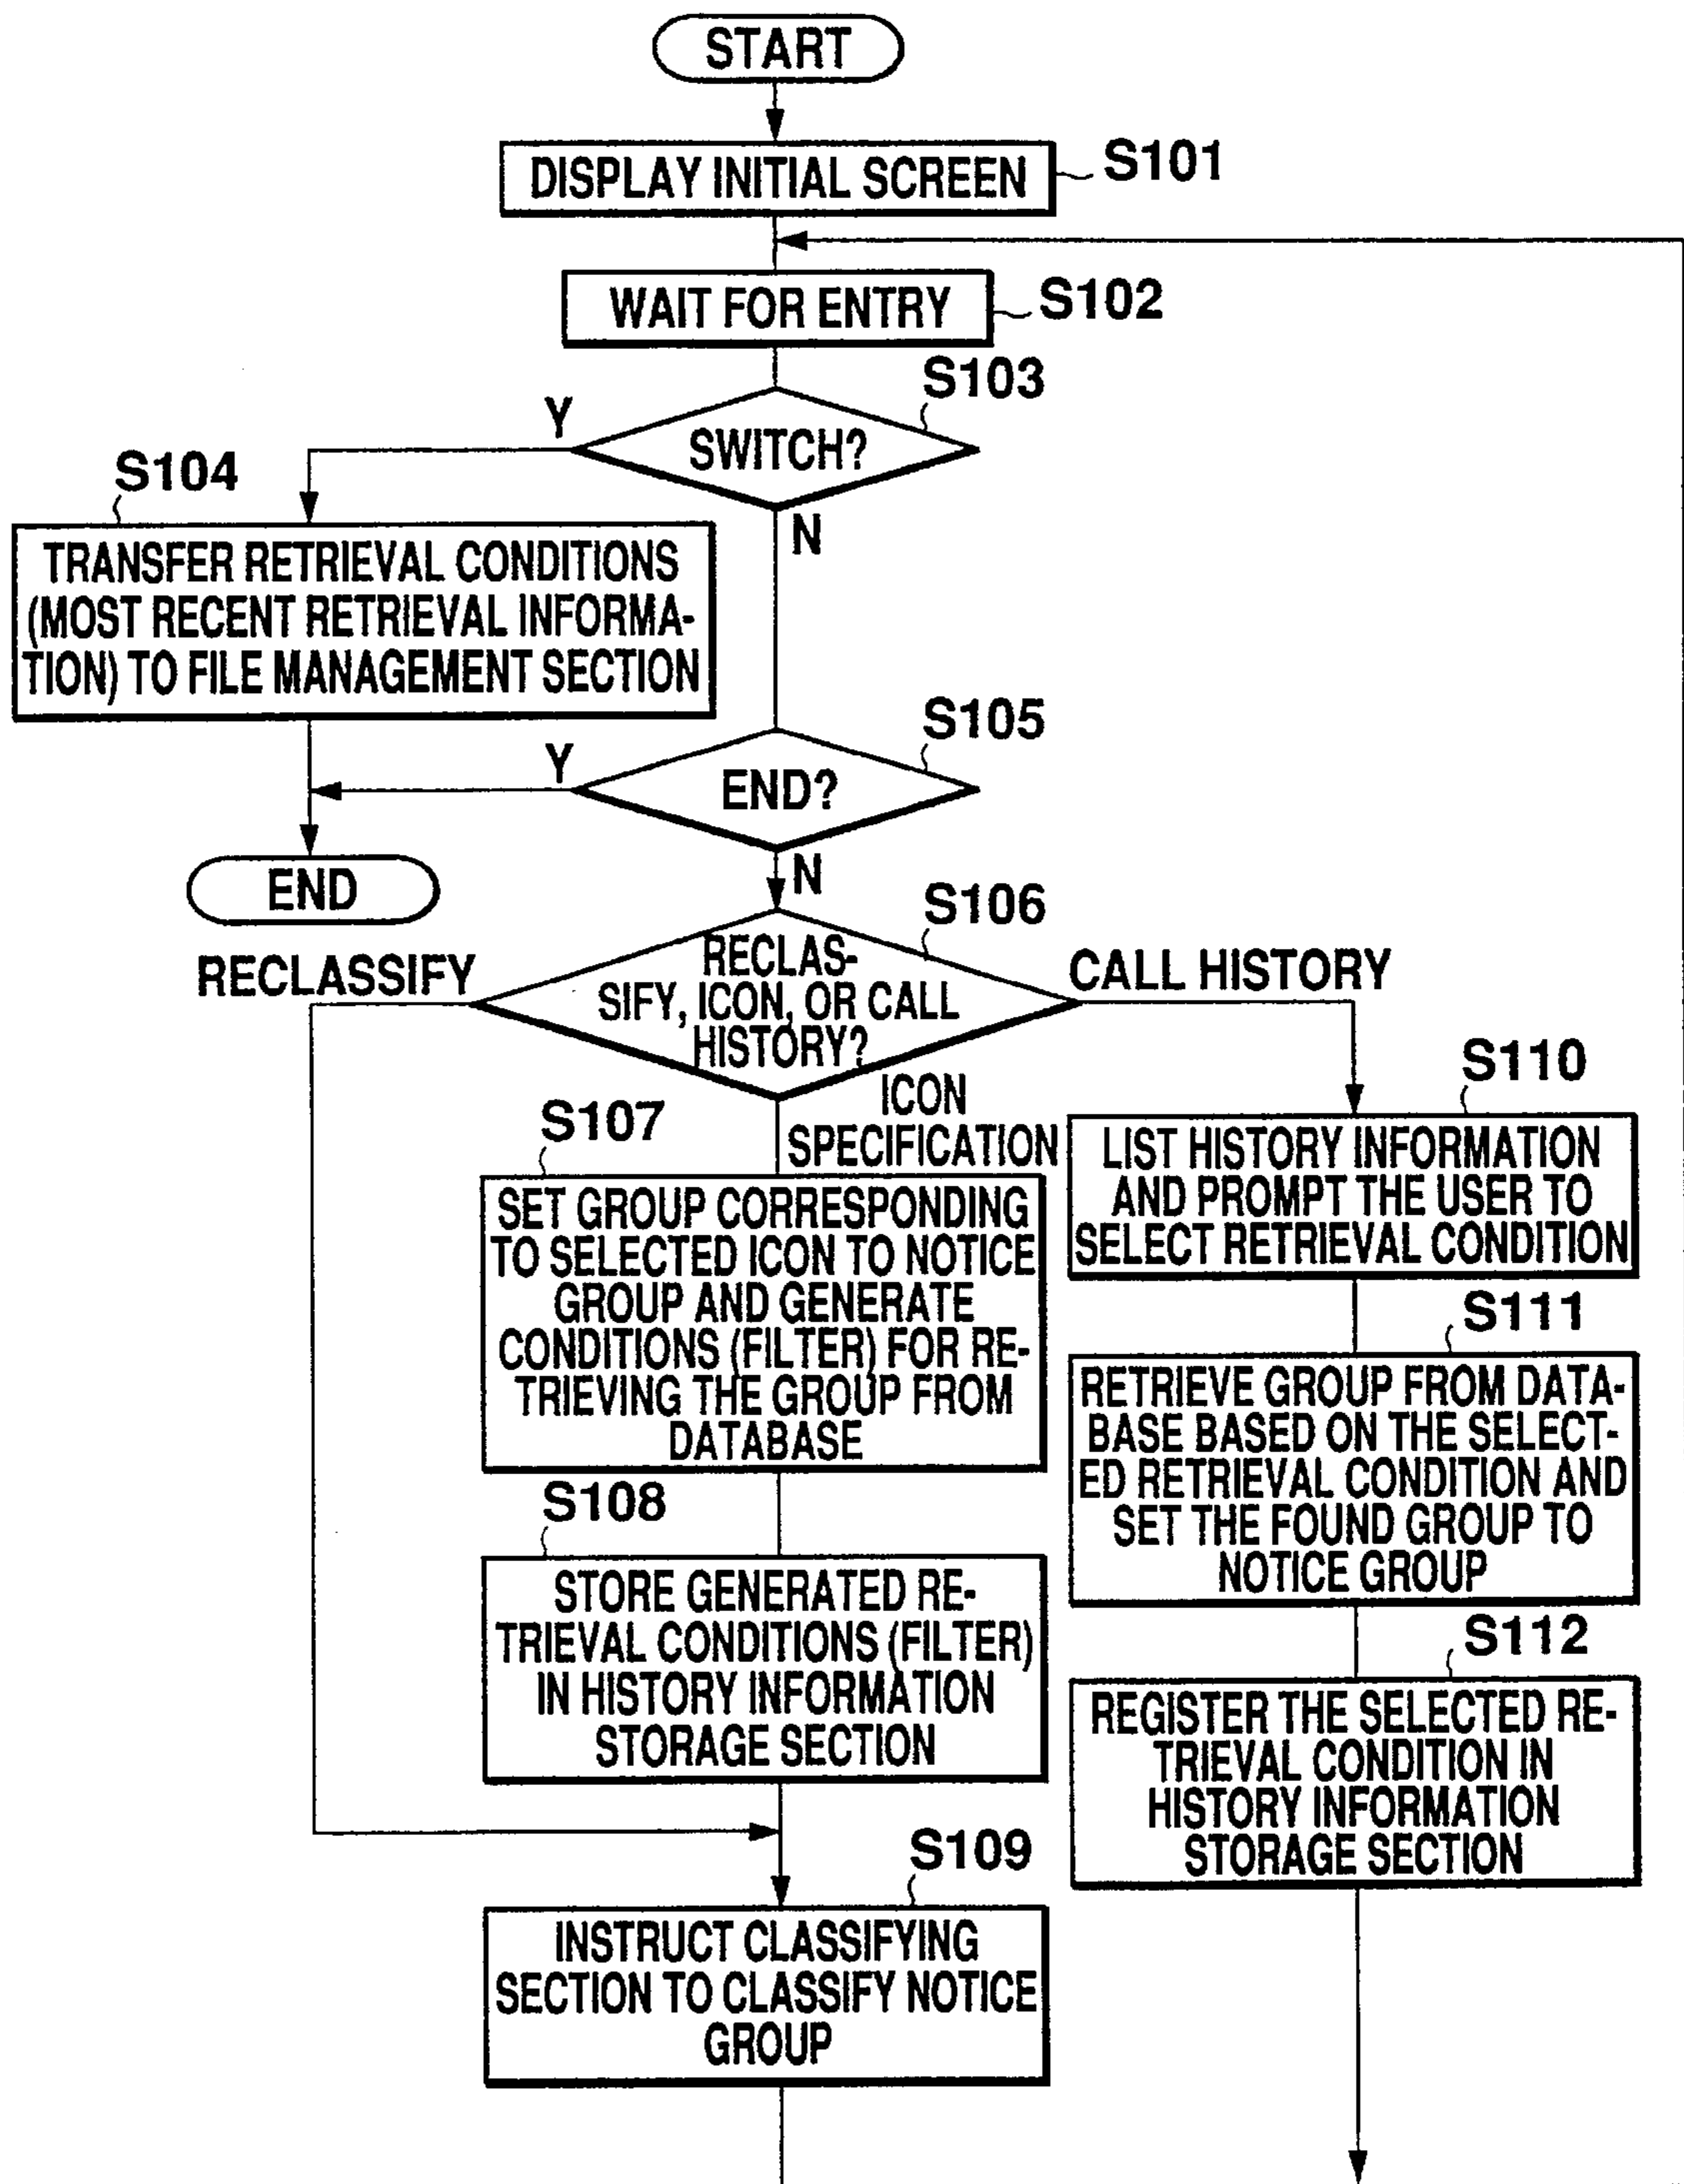 START
DISPLAY INITIAL SCREEN
S101
WAIT FOR ENTRY
S102
S103
SWITCH?
Y
N
S104
TRANSFER RETRIEVAL CONDITIONS
(MOST RECENT RETRIEVAL INFORMA-
TION) TO FILE MANAGEMENT SECTION
S105
END?
Y
N
END
S106
RECLAS-
SIFY, ICON, OR CALL
HISTORY?
RECLASSIFY
CALL HISTORY
ICON
SPECIFICATION
S107
SET GROUP CORRESPONDING
TO SELECTED ICON TO NOTICE
GROUP AND GENERATE
CONDITIONS (FILTER) FOR RE-
TRIEVING THE GROUP FROM
DATABASE
S108
STORE GENERATED RE-
TRIEVAL CONDITIONS (FILTER)
IN HISTORY INFORMATION
STORAGE SECTION
S109
INSTRUCT CLASSIFYING
SECTION TO CLASSIFY NOTICE
GROUP
S110
LIST HISTORY INFORMATION
AND PROMPT THE USER TO
SELECT RETRIEVAL CONDITION
S111
RETRIEVE GROUP FROM DATA-
BASE BASED ON THE SELECT-
ED RETRIEVAL CONDITION AND
SET THE FOUND GROUP TO
NOTICE GROUP
S112
REGISTER THE SELECTED RE-
TRIEVAL CONDITION IN
HISTORY INFORMATION
STORAGE SECTION